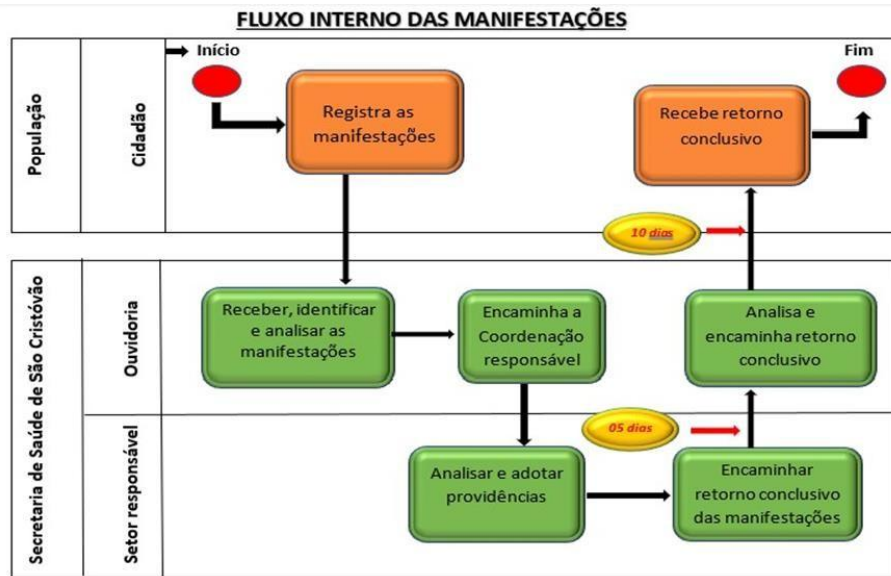 FLUXO INTERNO DAS MANIFESTAÇÕES
População
Cidadão
Início
Registra as
manifestações
Recebe retorno
conclusivo
Fim
10 dias
Secretaria de Saúde de São Cristóvão
Ouvidoria
Receber, identificar
e analisar as
manifestações
Encaminha a
Coordenação
responsável
Analisa e
encaminha retorno
conclusivo
Setor responsável
05 dias
Analisar e adotar
providências
Encaminhar
retorno conclusivo
das manifestações